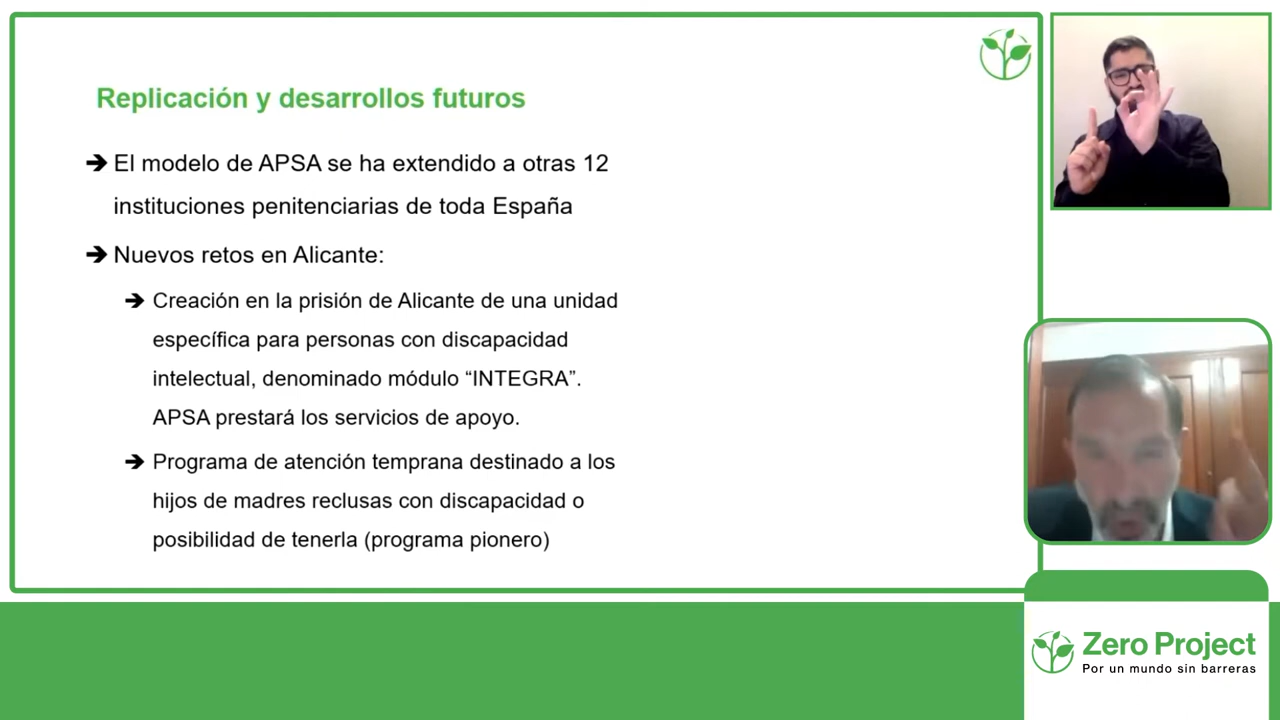 Replicación y desarrollos futuros
➔ El modelo de APSA se ha extendido a otras 12
instituciones penitenciarias de toda España
➔ Nuevos retos en Alicante:
➔ Creación en la prisión de Alicante de una unidad
específica para personas con discapacidad
intelectual, denominado módulo “INTEGRA”.
APSA prestará los servicios de apoyo.
➔ Programa de atención temprana destinado a los
hijos de madres reclusas con discapacidad o
posibilidad de tenerla (programa pionero)
Zero Project
Por un mundo sin barreras